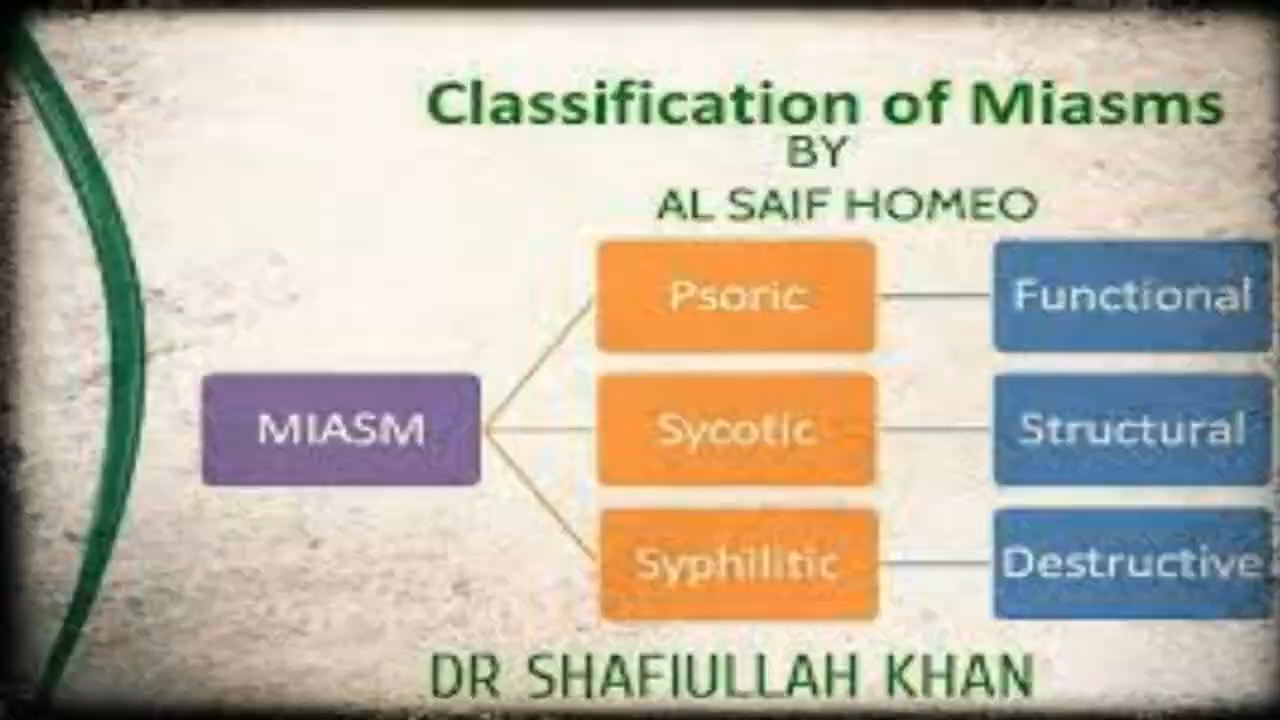 Classification of Miasms
BY
AL SAIF HOMEO
Psoric Functional
MIASM Sycotic Structural
Syphilitic Destructive
DR SHAFIULLAH KHAN